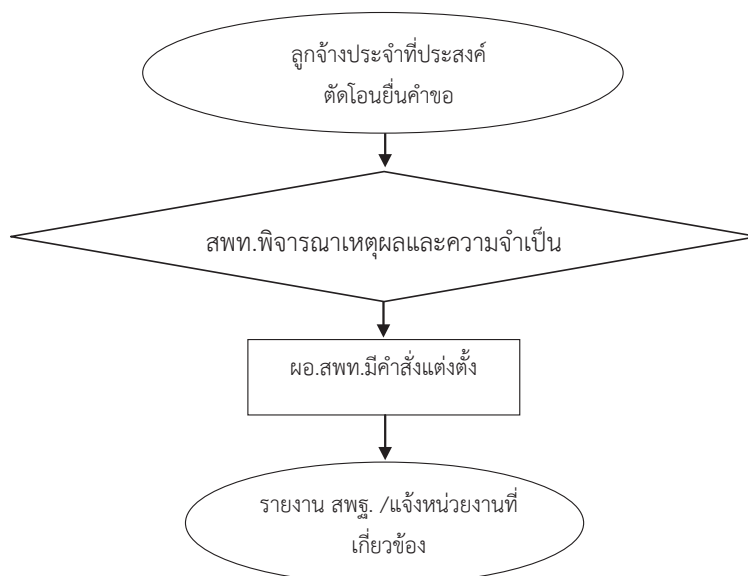 ลูกจ้างประจำที่ประสงค์
ตัดโอนยื่นคำขอ
สพท.พิจารณาเหตุผลและความจำเป็น
ผอ.สพท.มีคำสั่งแต่งตั้ง
รายงาน สพฐ. /แจ้งหน่วยงานที่
เกี่ยวข้อง